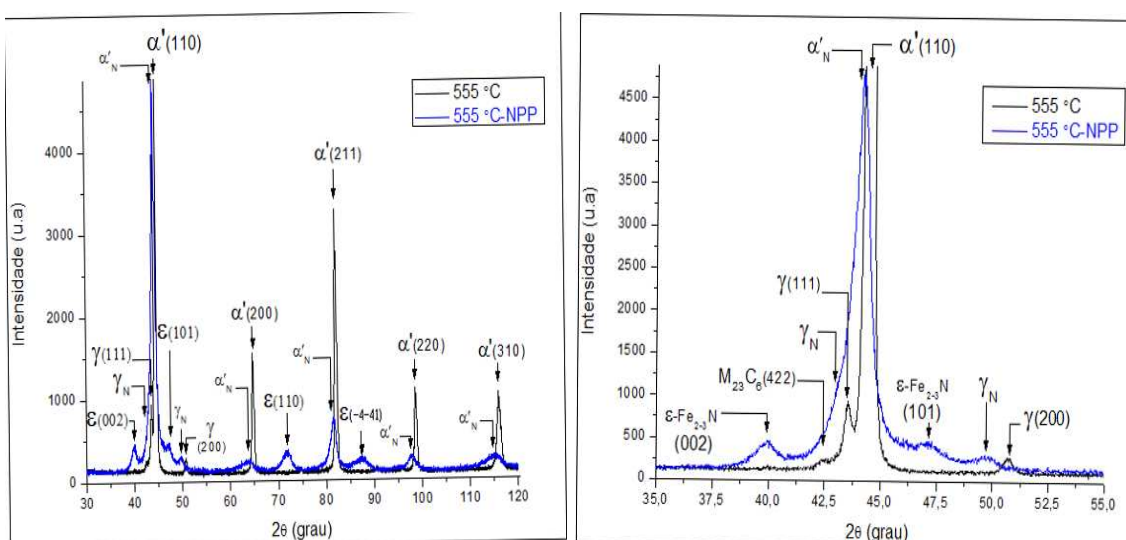 α'(110)
α'N
555 °C
555 °C-NPP
α'(211)
α'(200)
ε(101)
γ(111)
γN
ε(002)
γN
γ
(200)
α'N
ε(110)
α'N
ε(-4-41)
α'(220)
α'N
α'(310)
α'N
Intensidade (u.a)
4000
3000
2000
1000
0
30 40 50 60 70 80 90 100 110 120
2θ (grau)
α'N
α'(110)
555 °C
555 °C-NPP
γ(111)
γN
M23C6(422)
ε-Fe2-3N
(002)
ε-Fe2-3N
(101)
γN
γ(200)
Intensidade (u.a)
4500
4000
3500
3000
2500
2000
1500
1000
500
0
35,0 37,5 40,0 42,5 45,0 47,5 50,0 52,5 55,0
2θ (grau)